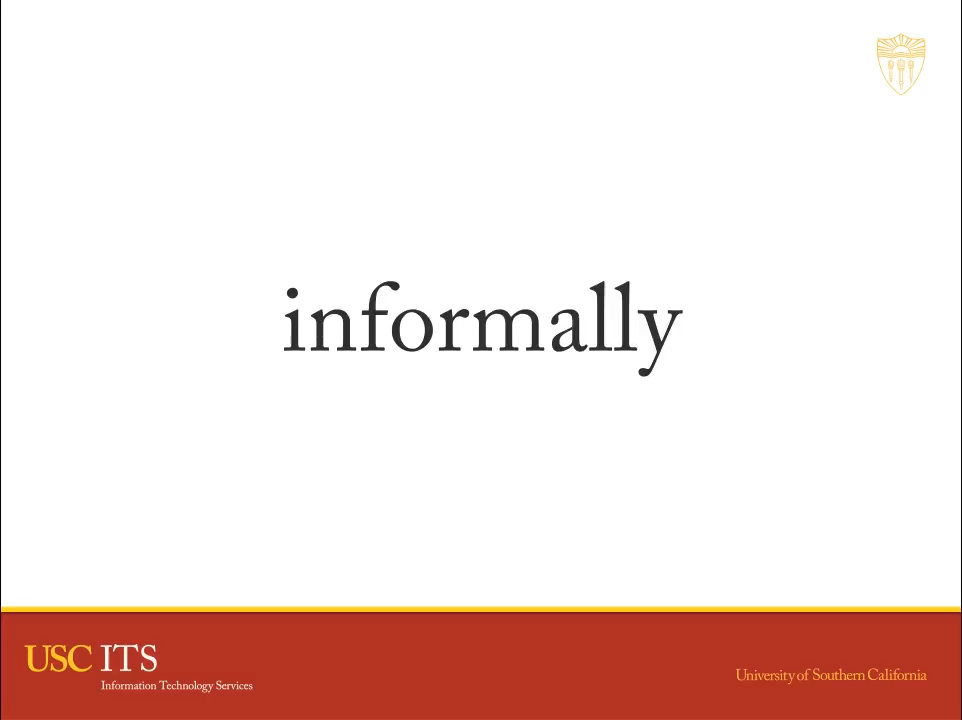 informally
USC ITS
Information Technology Services
University of Southern California